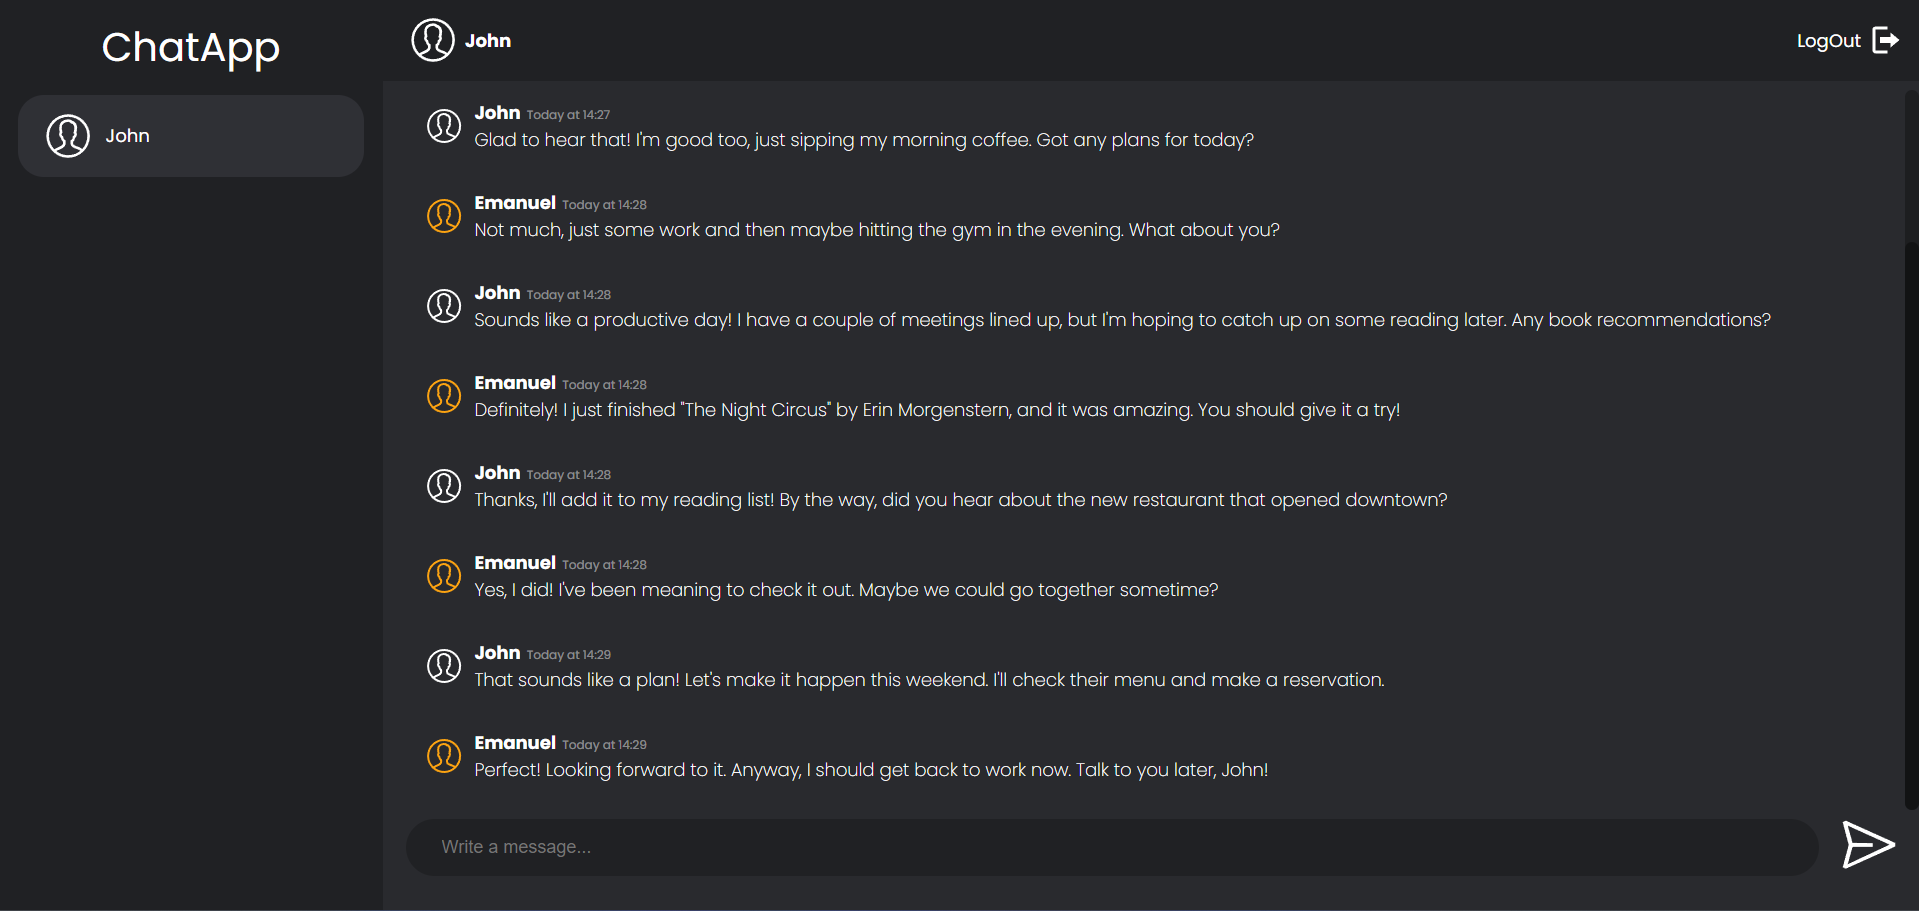 ChatApp
John
John
LogOut
John Today at 14:27
Glad to hear that! I'm good too, just sipping my morning coffee. Got any plans for today?
Emanuel Today at 14:28
Not much, just some work and then maybe hitting the gym in the evening. What about you?
John Today at 14:28
Sounds like a productive day! I have a couple of meetings lined up, but I'm hoping to catch up on some reading later. Any book recommendations?
Emanuel Today at 14:28
Definitely! I just finished "The Night Circus" by Erin Morgenstern, and it was amazing. You should give it a try!
John Today at 14:28
Thanks, I'll add it to my reading list! By the way, did you hear about the new restaurant that opened downtown?
Emanuel Today at 14:28
Yes, I did! I've been meaning to check it out. Maybe we could go together sometime?
John Today at 14:29
That sounds like a plan! Let's make it happen this weekend. I'll check their menu and make a reservation.
Emanuel Today at 14:29
Perfect! Looking forward to it. Anyway, I should get back to work now. Talk to you later, John!
Write a message...